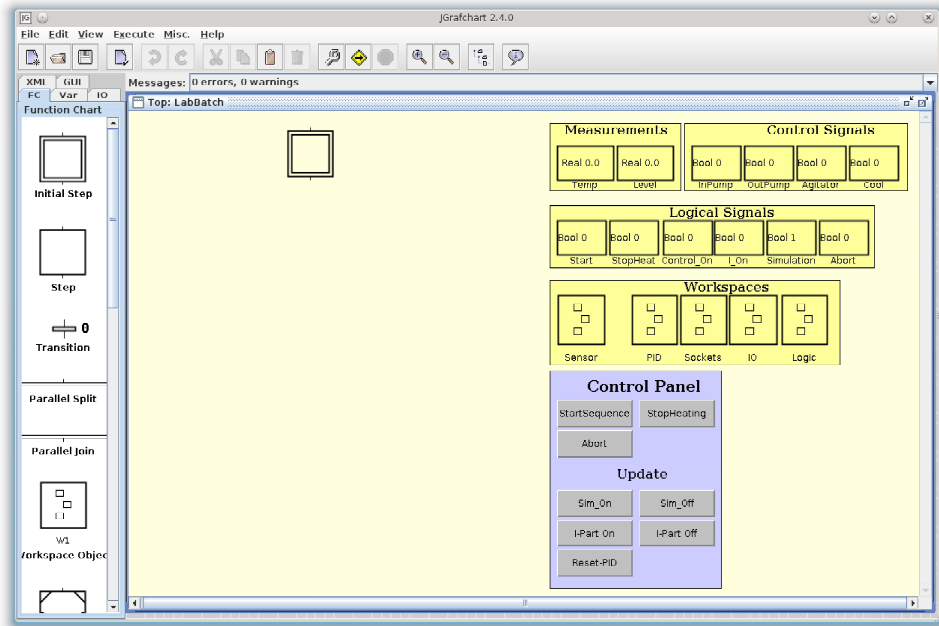 JGrafchart 2.4.0
File Edit View Execute Misc. Help
XMI GUI
FC Var IO
Messages: 0 errors, 0 warnings
Function Chart
Top: LabBatch
Initial Step
Step
0
Transition
Parallel Split
Parallel Join
W1
Workspace Objec
Measurements
Real 0.0 Real 0.0
Temp Level
Control Signals
Bool 0 Bool 0 Bool 0 Bool 0
InPump OutPump Agitator Cool
Logical Signals
Bool 0 Bool 0 Bool 0 Bool 0 Bool 1 Bool 0
Start StopHeat Control_On I_On Simulation Abort
Workspaces
Sensor PID Sockets IO Logic
Control Panel
StartSequence StopHeating
Abort
Update
Sim_On Sim_Off
I-Part On I-Part Off
Reset-PID